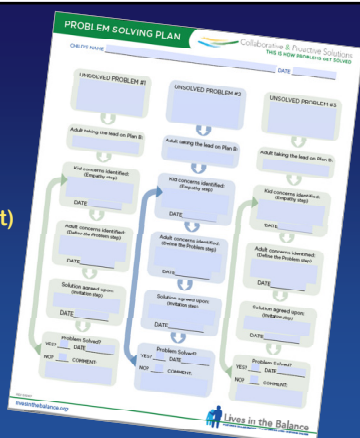 PROBLEM SOLVING PLAN
Collaborative & Proactive Solutions
THIS IS HOW PROBLEMS GET SOLVED
CHILD'S NAME
DATE
UNSOLVED PROBLEM #1
Adult taking the lead on Plan B:
Kid concerns identified:
(Empathy step)
DATE
Adult concerns identified:
(Define the Problem step)
DATE
Solution agreed upon:
(Invitation step)
DATE
Problem Solved?
YES? DATE
NO? COMMENT:
UNSOLVED PROBLEM #2
Adult taking the lead on Plan B:
Kid concerns identified:
(Empathy step)
DATE
Adult concerns identified:
(Define the Problem step)
DATE
Solution agreed upon:
(Invitation step)
DATE
Problem Solved?
YES? DATE
NO? COMMENT:
UNSOLVED PROBLEM #3
Adult taking the lead on Plan B:
Kid concerns identified:
(Empathy step)
DATE
Adult concerns identified:
(Define the Problem step)
DATE
Solution agreed upon:
(Invitation step)
DATE
Problem Solved?
YES? DATE
NO? COMMENT:
t)
livesinthebalance.org
Lives in the Balance